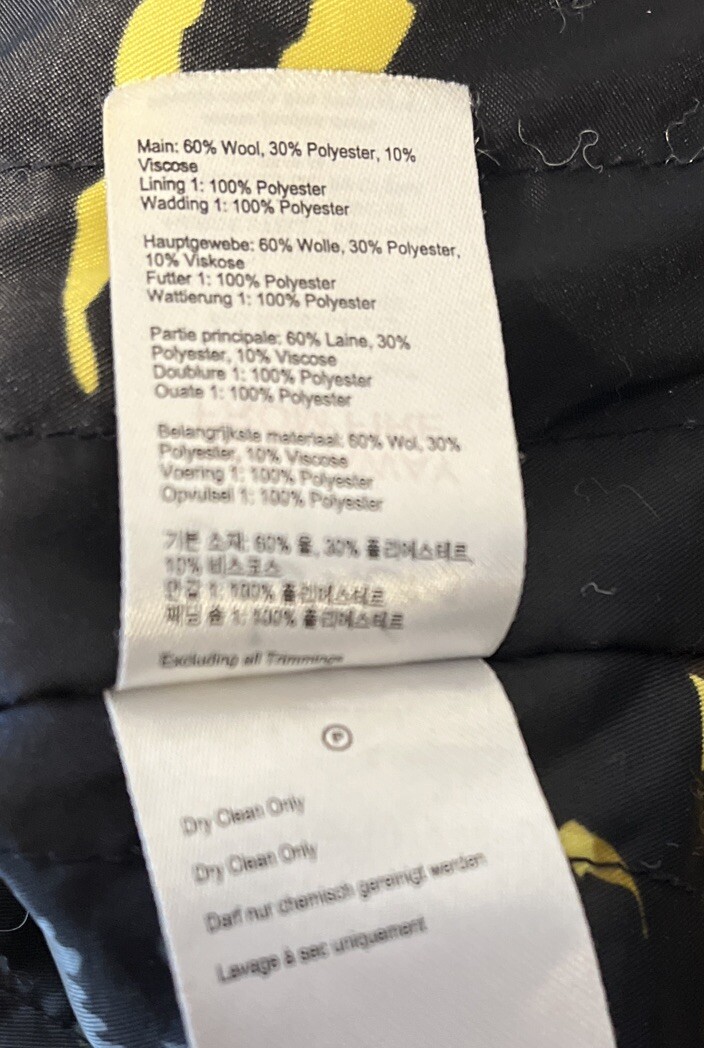 Main: 60% Wool, 30% Polyester, 10%
Viscose
Lining 1: 100% Polyester
Wadding 1: 100% Polyester
Hauptgewebe: 60% Wolle, 30% Polyester,
10% Viskose
Futter 1: 100% Polyester
Wattierung 1: 100% Polyester
Partie principale: 60% Laine, 30%
Polyester, 10% Viscose
Doublure 1: 100% Polyester
Ouate 1: 100% Polyester
Belangrijkste materiaal: 60% Wol, 30%
Polyester, 10% Viscose
Voering 1: 100% Polyester
Opvulsel 1: 100% Polyester
기본 소재: 60% 울, 30% 폴리에스테르,
10% 비스코스
안감 1: 100% 폴리에스테르
패딩 솜 1: 100% 폴리에스테르
Excluding all Trimmings
P
Dry Clean Only
Dry Clean Only
Darf nur chemisch gereinigt werden
Lavage à sec uniquement